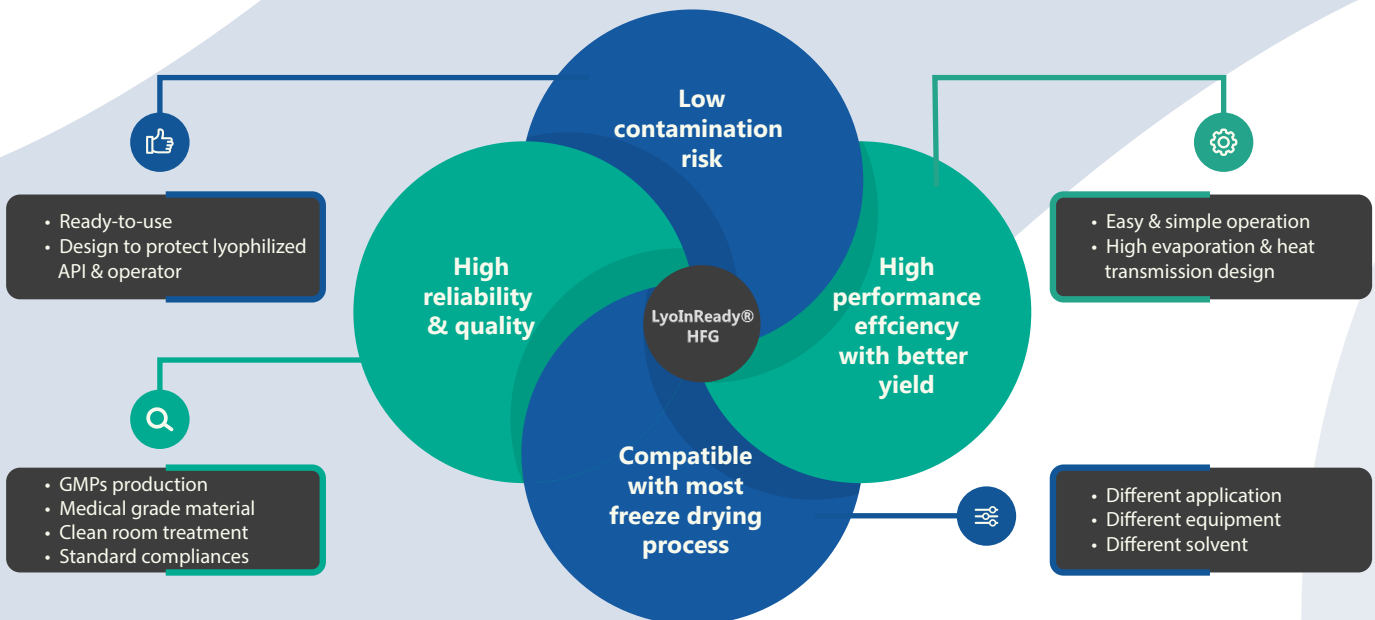 Low
contamination
risk
• Ready-to-use
• Design to protect lyophilized
API & operator
• Easy & simple operation
• High evaporation & heat
transmission design
High
reliability
& quality
LyoInReady®
HFG
High
performance
effciency
with better
yield
Compatible
with most
freeze drying
process
• GMPs production
• Medical grade material
• Clean room treatment
• Standard compliances
• Different application
• Different equipment
• Different solvent